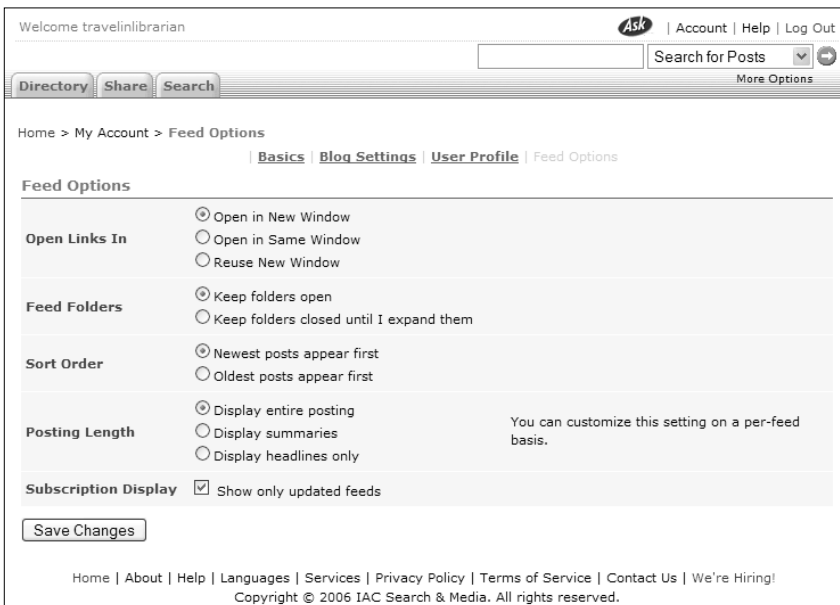 Welcome travelinlibrarian
Ask | Account | Help | Log Out
Search for Posts
More Options
Directory Share Search
Home > My Account > Feed Options
| Basics | Blog Settings | User Profile | Feed Options
Feed Options
Open Links In
Open in New Window
Open in Same Window
Reuse New Window
Feed Folders
Keep folders open
Keep folders closed until I expand them
Sort Order
Newest posts appear first
Oldest posts appear first
Posting Length
Display entire posting
Display summaries
Display headlines only
You can customize this setting on a per-feed
basis.
Subscription Display
Show only updated feeds
Save Changes
Home | About | Help | Languages | Services | Privacy Policy | Terms of Service | Contact Us | We're Hiring!
Copyright © 2006 IAC Search & Media. All rights reserved.